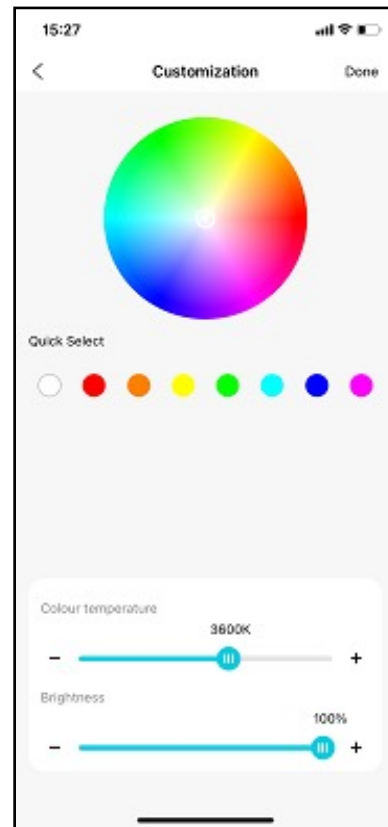 15:27
Customization Done
Quick Select
Colour temperature
3600K
− +
Brightness
100%
− +